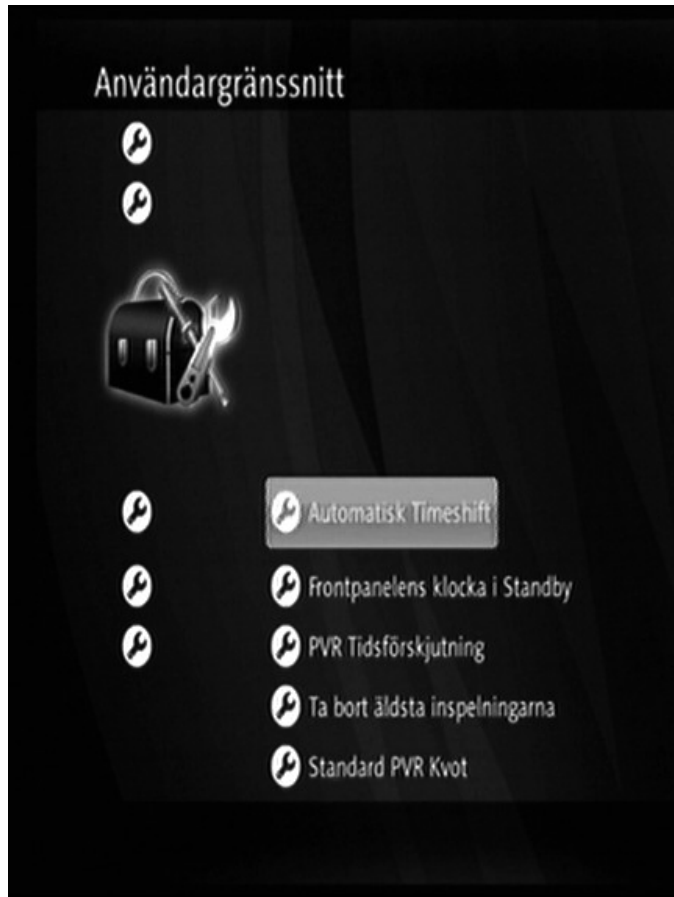 Användargränssnitt
Automatisk Timeshift
Frontpanelens klocka i Standby
PVR Tidsförskjutning
Ta bort äldsta inspelningarna
Standard PVR Kvot